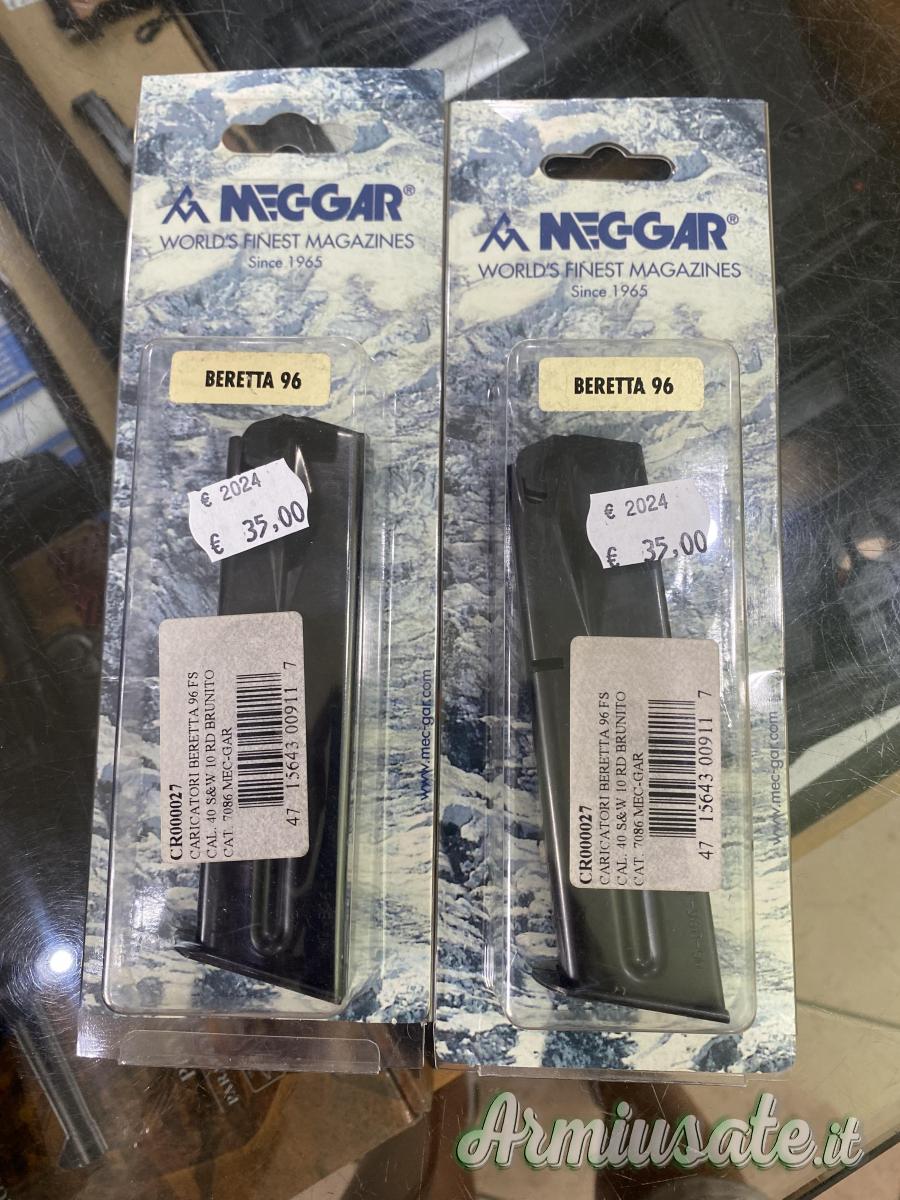 MEC-GAR®
WORLD'S FINEST MAGAZINES
Since 1965
BERETTA 96
€ 2024
€ 35,00
CR000027
CARICATORI BERETTA 96 FS
CAL. 40 S&W 10 RD BRUNITO
CAT. 7086 MEC-GAR
47 15643 00911 7
www.mec-gar.com
MEC-GAR®
WORLD'S FINEST MAGAZINES
Since 1965
BERETTA 96
€ 2024
€ 35,00
CR000027
CARICATORI BERETTA 96 FS
CAL. 40 S&W 10 RD BRUNITO
CAT. 7086 MEC-GAR
47 15643 00911 7
www.mec-gar.com
Armiusate.it